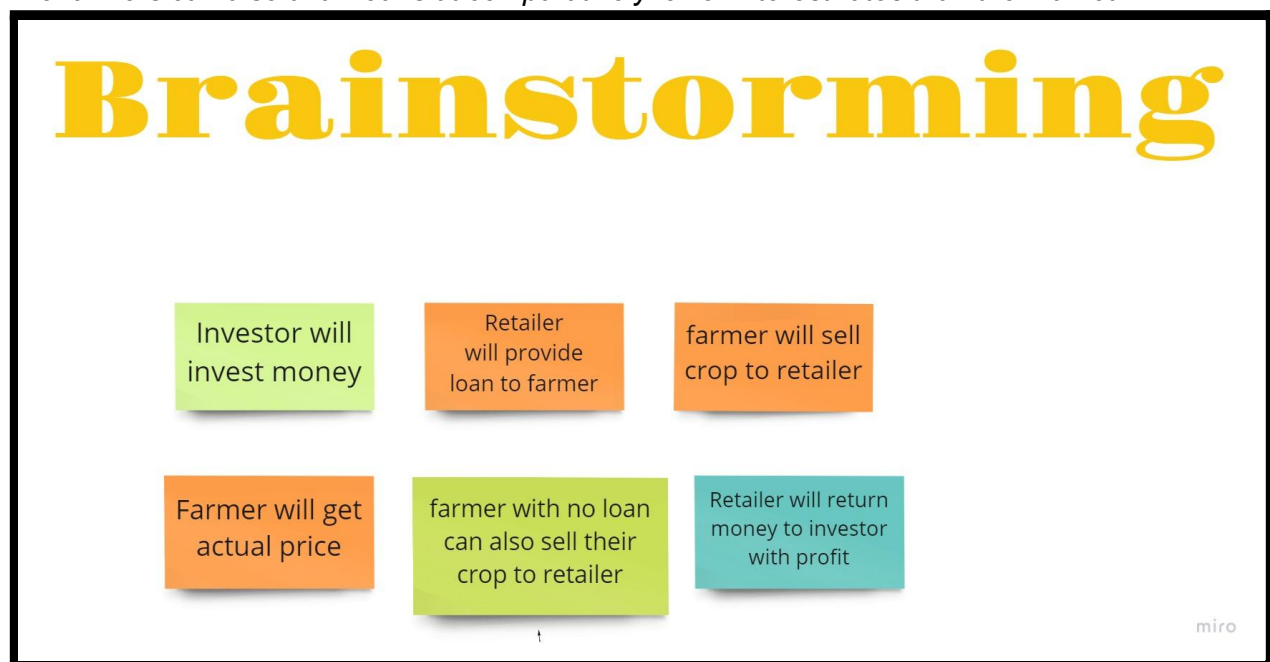 Brainstorming
Investor will
invest money
Retailer
will provide
loan to farmer
farmer will sell
crop to retailer
Farmer will get
actual price
farmer with no loan
can also sell their
crop to retailer
Retailer will return
money to investor
with profit
miro